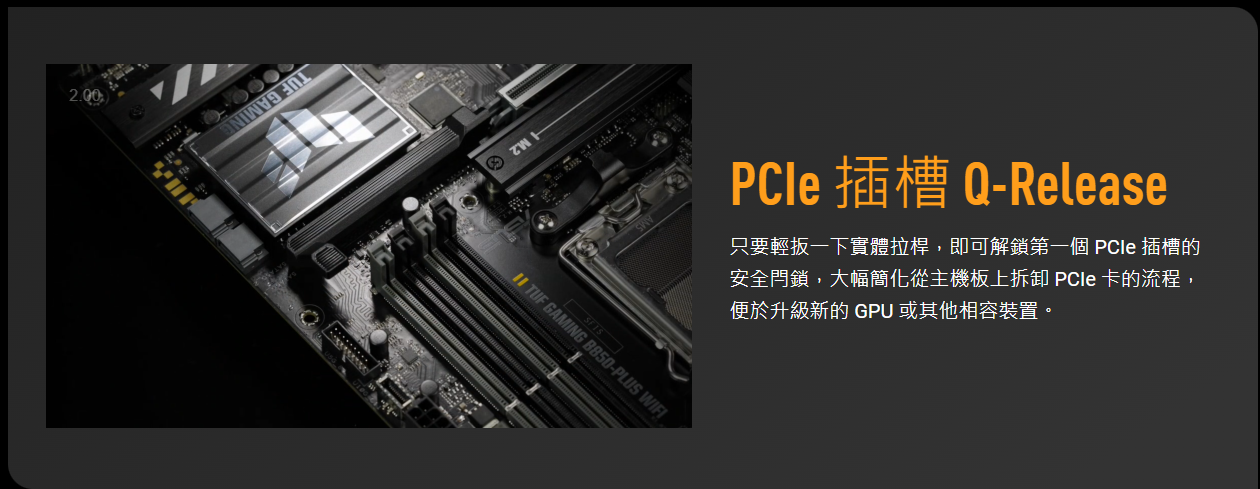 2.00
TUF GAMING
M.2
TUF GAMING B850-PLUS WIFI
PCIe 插槽 Q-Release
只要輕扳一下實體拉桿，即可解鎖第一個 PCIe 插槽的
安全閂鎖，大幅簡化從主機板上拆卸 PCIe 卡的流程，
便於升級新的 GPU 或其他相容裝置。